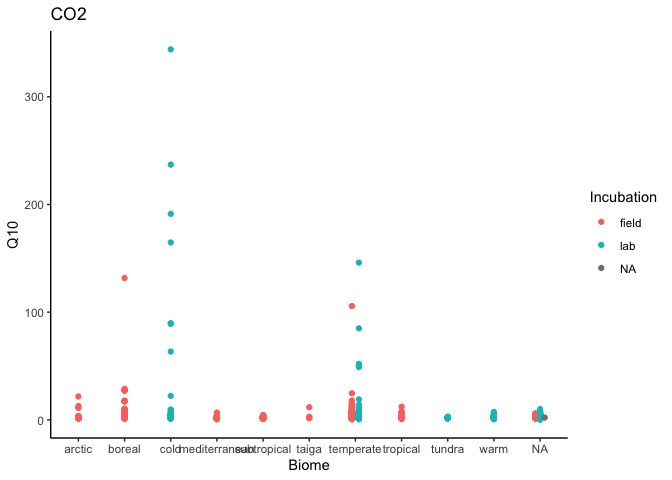 CO2
Q10
300
200
100
0
arctic boreal cold mediterranean subtropical taiga temperate tropical tundra warm NA
Biome
Incubation
field
lab
NA